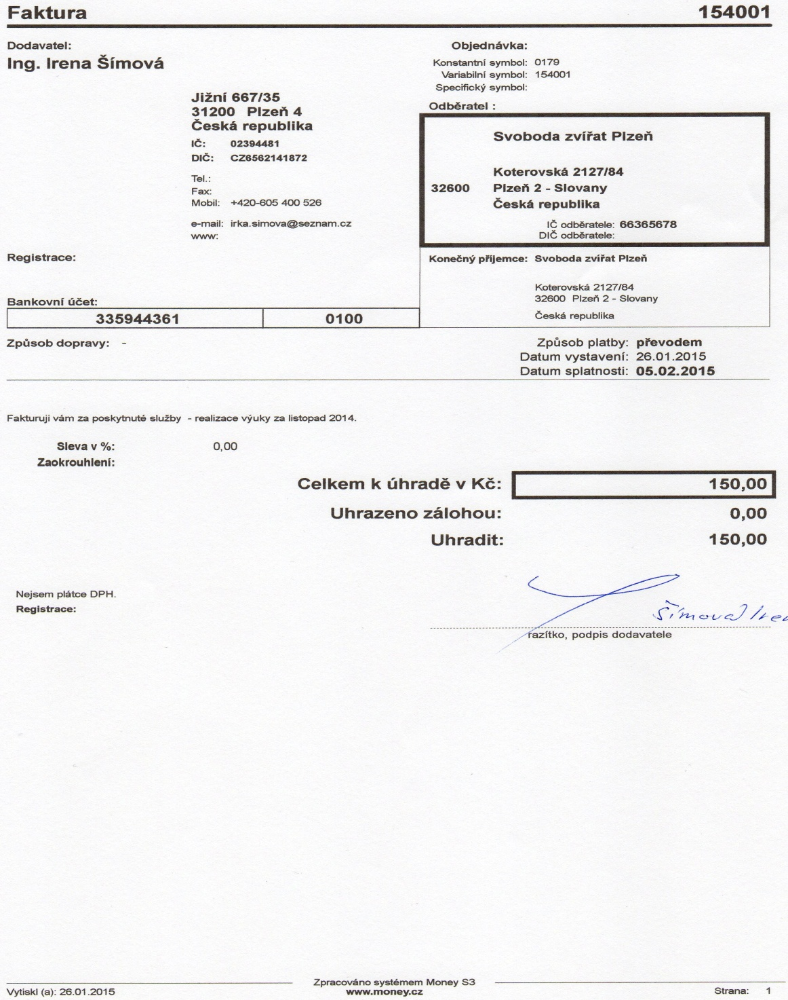 Faktura 154001
Dodavatel:
Ing. Irena Šímová
Jižní 667/35
31200 Plzeň 4
Česká republika
IČ: 02394481
DIČ: CZ6562141872
Tel.:
Fax:
Mobil: +420-605 400 526
e-mail: irka.simova@seznam.cz
www:
Registrace:
Bankovní účet:
335944361 0100
Objednávka:
Konstantní symbol: 0179
Variabilní symbol: 154001
Specifický symbol:
Odběratel :
Svoboda zvířat Plzeň
Koterovská 2127/84
32600 Plzeň 2 - Slovany
Česká republika
IČ odběratele: 66365678
DIČ odběratele:
Konečný příjemce: Svoboda zvířat Plzeň
Koterovská 2127/84
32600 Plzeň 2 - Slovany
Česká republika
Způsob dopravy: -
Způsob platby: převodem
Datum vystavení: 26.01.2015
Datum splatnosti: 05.02.2015
Fakturuji vám za poskytnuté služby - realizace výuky za listopad 2014.
Sleva v %: 0,00
Zaokrouhlení:
Celkem k úhradě v Kč: 150,00
Uhrazeno zálohou: 0,00
Uhradit: 150,00
Nejsem plátce DPH.
Registrace:
Šímová Iren
razítko, podpis dodavatele
Zpracováno systémem Money S3
www.money.cz
Vytiskl (a): 26.01.2015
Strana: 1